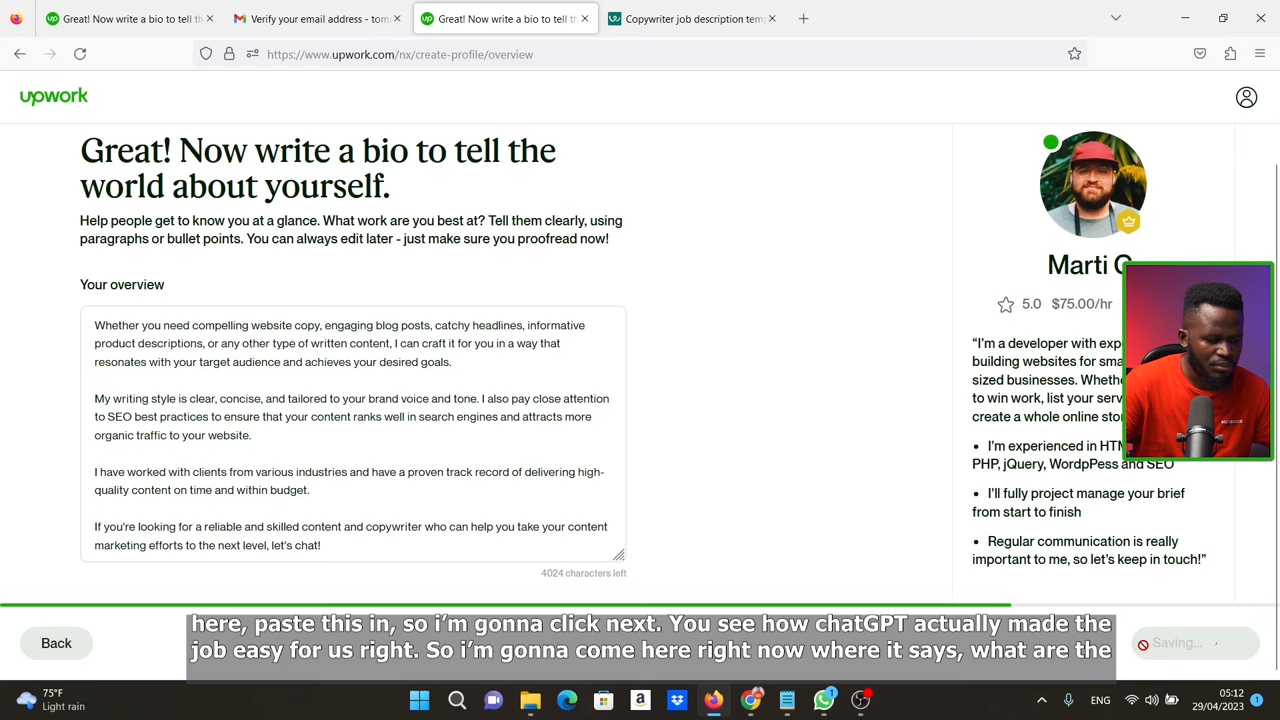 Great! Now write a bio to tell th
Verify your email address - tom
Great! Now write a bio to tell th
Copywriter job description tem
https://www.upwork.com/nx/create-profile/overview
upwork
Great! Now write a bio to tell the
world about yourself.
Help people get to know you at a glance. What work are you best at? Tell them clearly, using
paragraphs or bullet points. You can always edit later - just make sure you proofread now!
Your overview
Whether you need compelling website copy, engaging blog posts, catchy headlines, informative
product descriptions, or any other type of written content, I can craft it for you in a way that
resonates with your target audience and achieves your desired goals.
My writing style is clear, concise, and tailored to your brand voice and tone. I also pay close attention
to SEO best practices to ensure that your content ranks well in search engines and attracts more
organic traffic to your website.
I have worked with clients from various industries and have a proven track record of delivering high-
quality content on time and within budget.
If you're looking for a reliable and skilled content and copywriter who can help you take your content
marketing efforts to the next level, let's chat!
4024 characters left
Marti
5.0 $75.00/hr
“I’m a developer with exp
building websites for sma
sized businesses. Wheth
to win work, list your serv
create a whole online sto
• I’m experienced in HTM
PHP, jQuery, WordpPess and SEO
• I’ll fully project manage your brief
from start to finish
• Regular communication is really
important to me, so let’s keep in touch!”
here, paste this in, so i’m gonna click next. You see how chatGPT actually made the
job easy for us right. So i’m gonna come here right now where it says, what are the
Back
Saving...
75°F
Light rain
ENG
05:12
29/04/2023